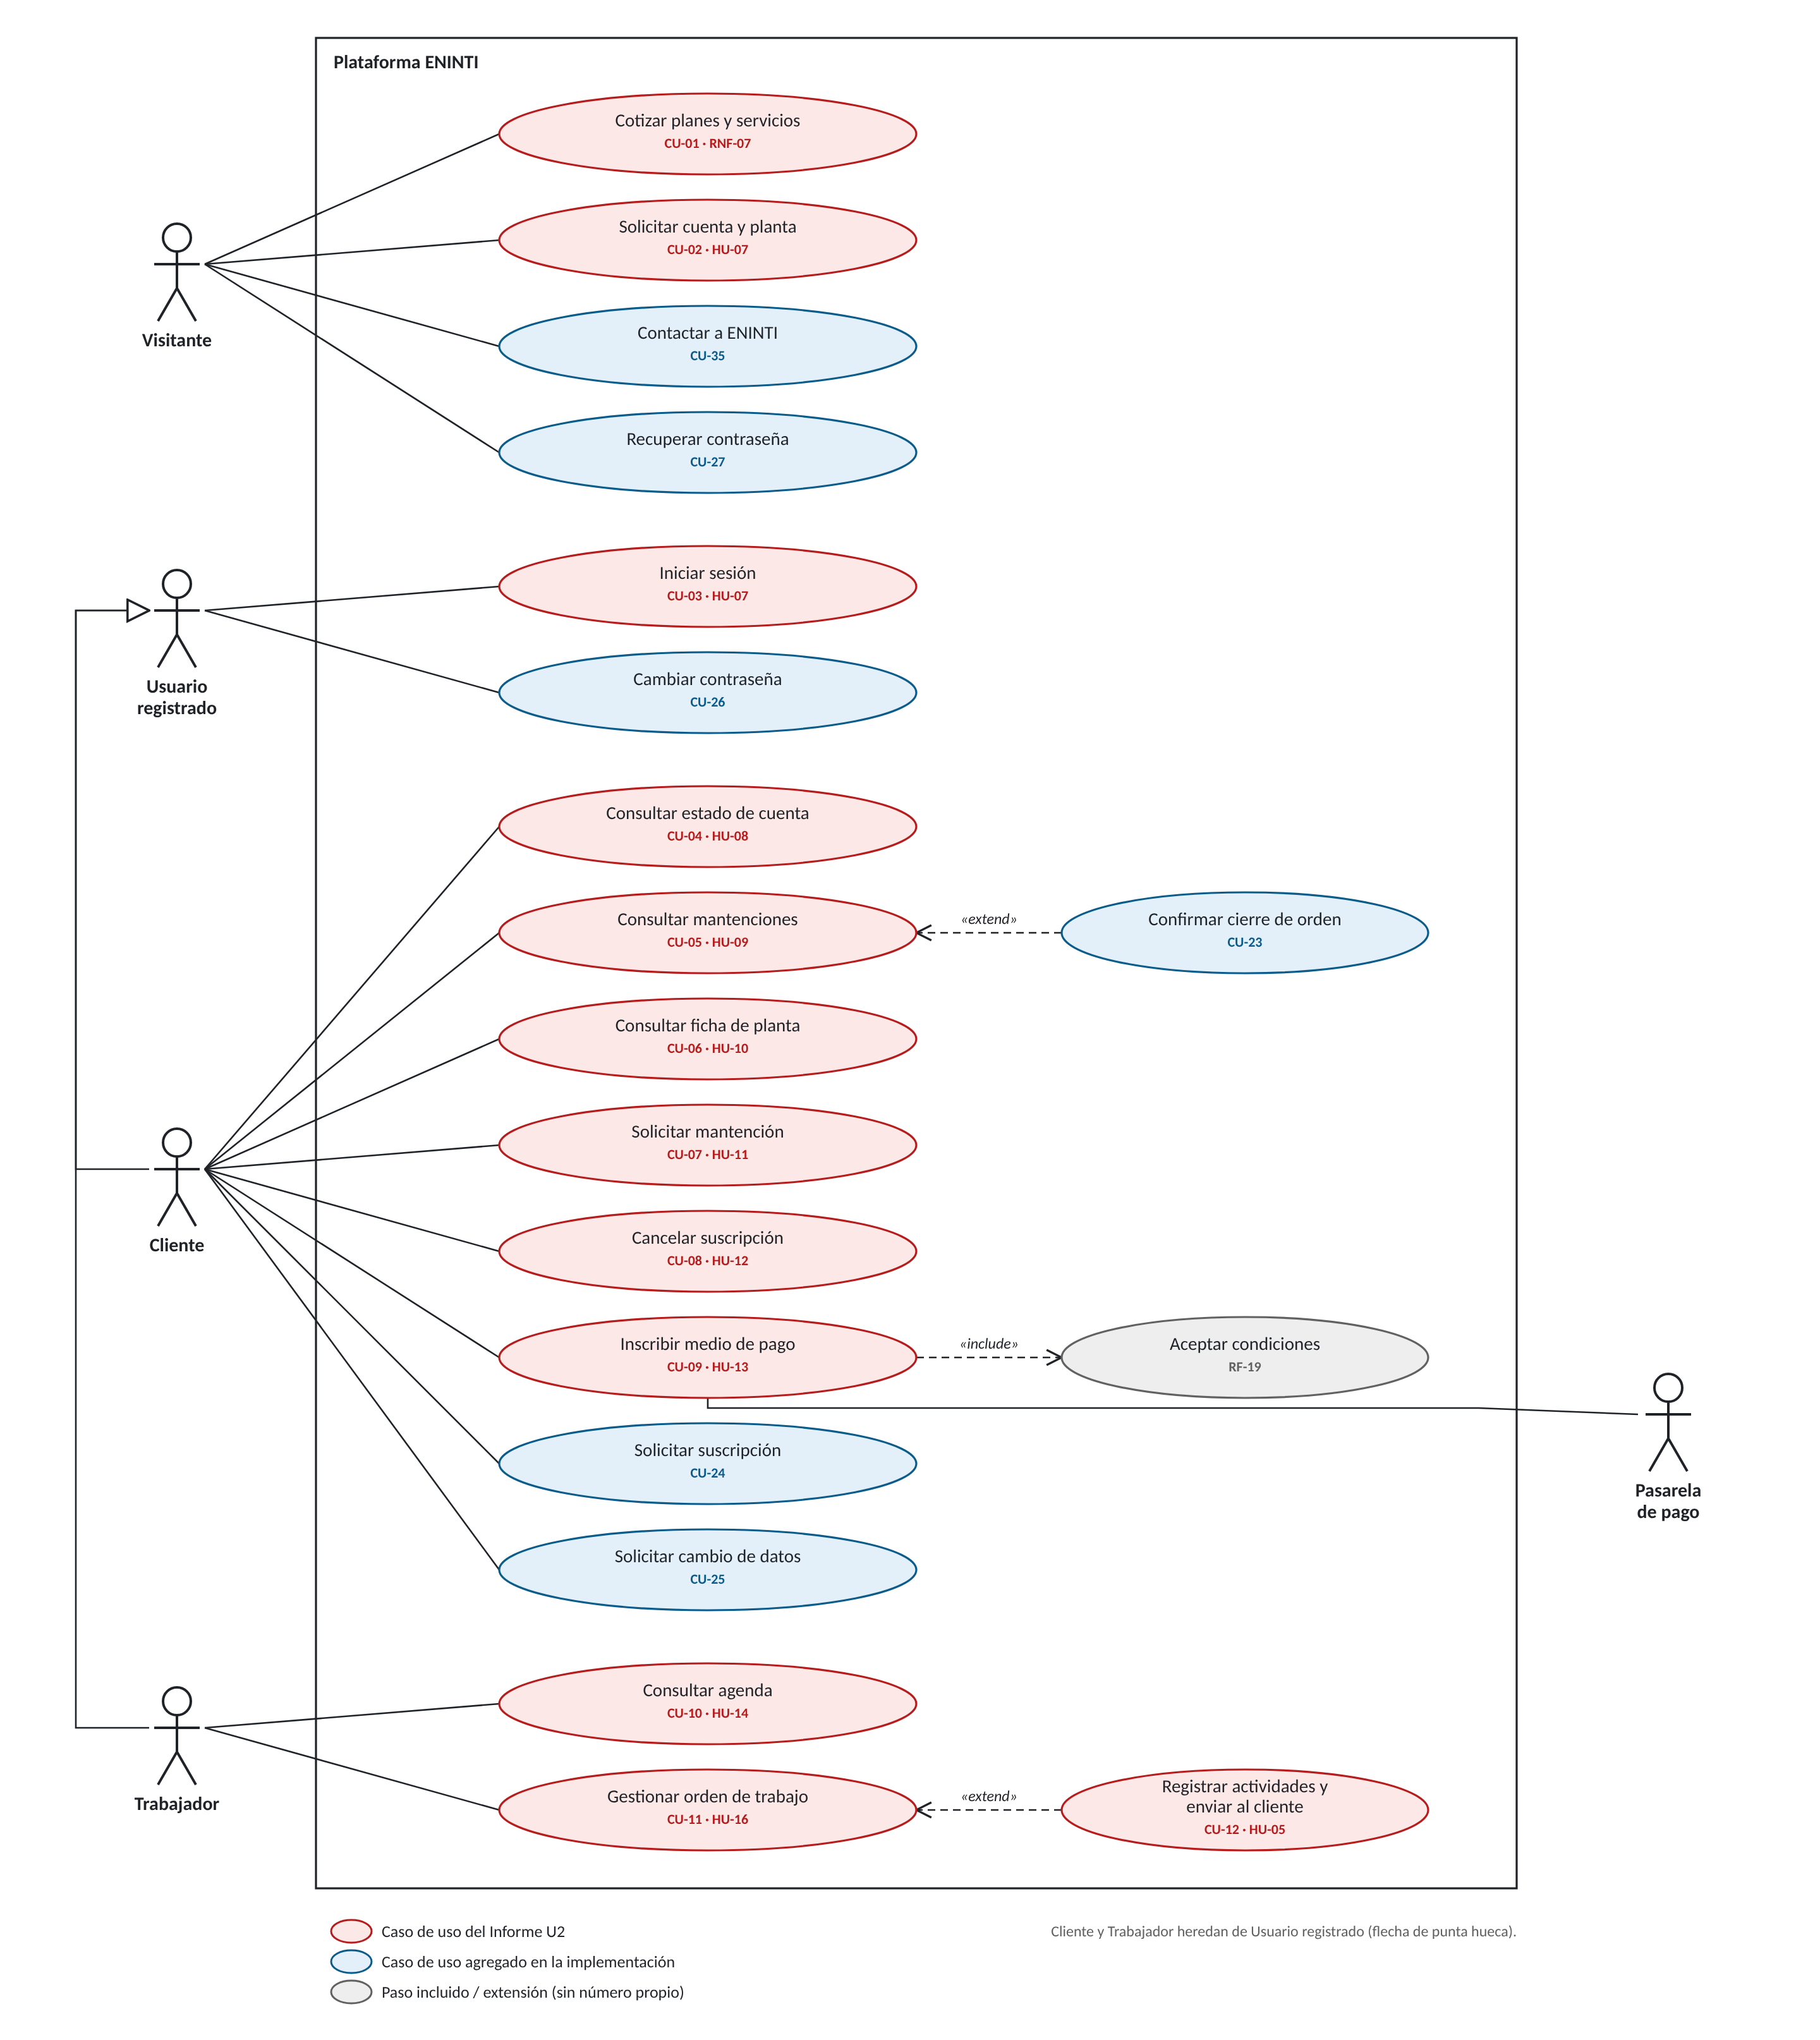 Plataforma ENINTI
Cotizar planes y servicios
CU-01 · RNF-07
Solicitar cuenta y planta
CU-02 · HU-07
Visitante
Contactar a ENINTI
CU-35
Recuperar contraseña
CU-27
Iniciar sesión
CU-03 · HU-07
Usuario
registrado
Cambiar contraseña
CU-26
Consultar estado de cuenta
CU-04 · HU-08
Consultar mantenciones
CU-05 · HU-09
«extend»
Confirmar cierre de orden
CU-23
Consultar ficha de planta
CU-06 · HU-10
Solicitar mantención
CU-07 · HU-11
Cliente
Cancelar suscripción
CU-08 · HU-12
Inscribir medio de pago
CU-09 · HU-13
«include»
Aceptar condiciones
RF-19
Pasarela
de pago
Solicitar suscripción
CU-24
Solicitar cambio de datos
CU-25
Consultar agenda
CU-10 · HU-14
Trabajador
Gestionar orden de trabajo
CU-11 · HU-16
«extend»
Registrar actividades y
enviar al cliente
CU-12 · HU-05
Caso de uso del Informe U2
Cliente y Trabajador heredan de Usuario registrado (flecha de punta hueca).
Caso de uso agregado en la implementación
Paso incluido / extensión (sin número propio)